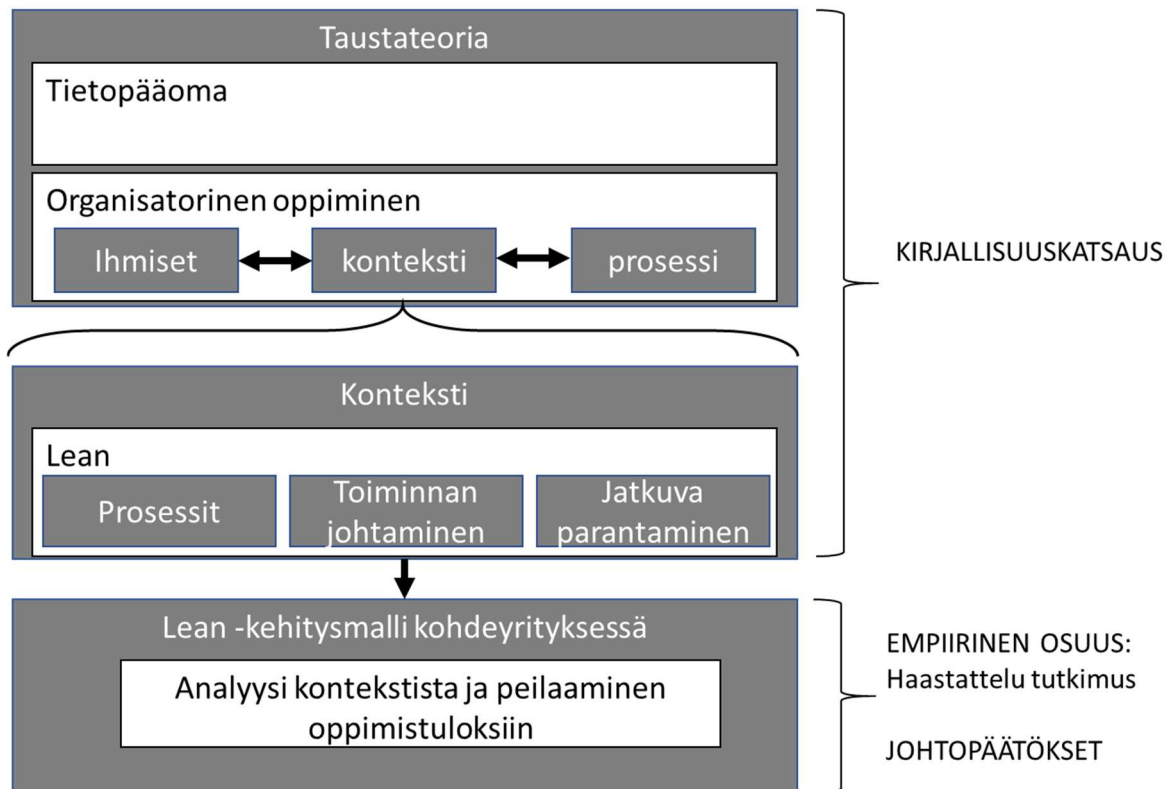 Taustateoria
Tietopääoma
Organisatorinen oppiminen
Ihmiset
konteksti
prosessi
KIRJALLISUUSKATSAUS
Konteksti
Lean
Prosessit
Toiminnan
johtaminen
Jatkuva
parantaminen
Lean -kehitysmalli kohdeyrityksessä
Analyysi kontekstista ja peilaaminen
oppimistuloksiin
EMPIIRINEN OSUUS:
Haastattelu tutkimus
JOHTOPÄÄTÖKSET